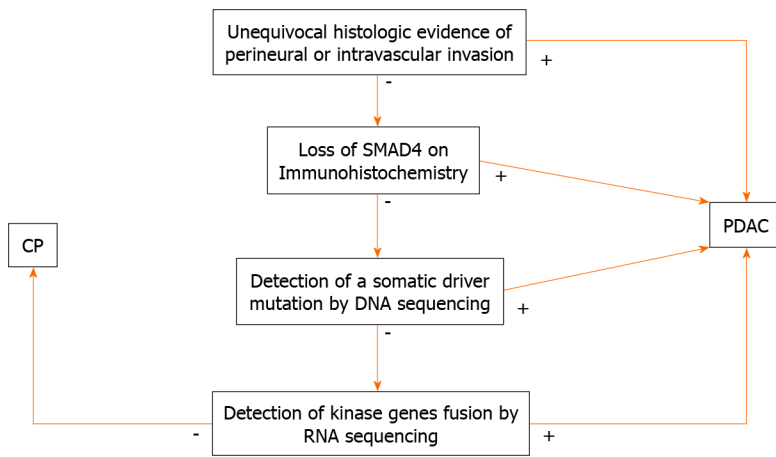 Unequivocal histologic evidence of
perineural or intravascular invasion
+
-
Loss of SMAD4 on
Immunohistochemistry
+
-
PDAC
CP
Detection of a somatic driver
mutation by DNA sequencing
+
-
Detection of kinase genes fusion by
RNA sequencing
-
+